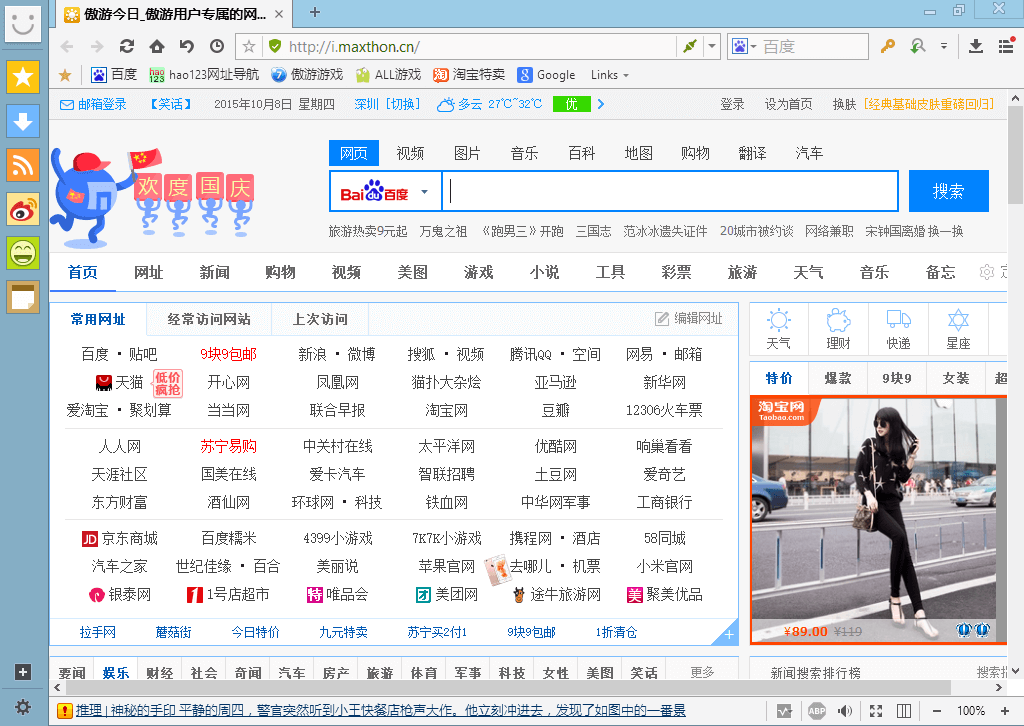 傲游今日_傲游用户专属的网...
http://i.maxthon.cn/ 百度
百度 hao123网址导航 傲游游戏 ALL游戏 淘宝特卖 Google Links
邮箱登录 【笑话】 2015年10月8日 星期四 深圳 [切换] 多云 27℃~32℃ 优 登录 设为首页 换肤 [经典基础皮肤重磅回归]
欢度国庆
网页 视频 图片 音乐 百科 地图 购物 翻译 汽车
Bai百度 搜索
旅游热卖9元起 万鬼之祖 《跑男三》开跑 三国志 范冰冰遗失证件 20城市被约谈 网络兼职 宋钟国离婚 换一换
首页 网址 新闻 购物 视频 美图 游戏 小说 工具 彩票 旅游 天气 音乐 备忘
常用网址 经常访问网站 上次访问 编辑网址
百度 · 贴吧 9块9包邮 新浪 · 微博 搜狐 · 视频 腾讯QQ · 空间 网易 · 邮箱
天猫 低价疯抢 开心网 凤凰网 猫扑大杂烩 亚马逊 新华网
爱淘宝 · 聚划算 当当网 联合早报 淘宝网 豆瓣 12306火车票
人人网 苏宁易购 中关村在线 太平洋网 优酷网 响巢看看
天涯社区 国美在线 爱卡汽车 智联招聘 土豆网 爱奇艺
东方财富 酒仙网 环球网 · 科技 铁血网 中华网军事 工商银行
JD 京东商城 百度糯米 4399小游戏 7K7K小游戏 携程网 · 酒店 58同城
汽车之家 世纪佳缘 · 百合 美丽说 苹果官网 去哪儿 · 机票 小米官网
银泰网 1 1号店超市 特 唯品会 团 美团网 途牛旅游网 美 聚美优品
拉手网 蘑菇街 今日特价 九元特卖 苏宁买2付1 9块9包邮 1折清仓
天气 理财 快递 星座
特价 爆款 9块9 女装 超
淘宝网
Taobao.com
¥89.00 ¥119
要闻 娱乐 财经 社会 奇闻 汽车 房产 旅游 体育 军事 科技 女性 美图 笑话 更多
新闻搜索排行榜 搜索指
推理 | 神秘的手印 平静的周四，警官突然听到小王快餐店枪声大作。他立刻冲进去，发现了如图中的一番景
ABP 100%